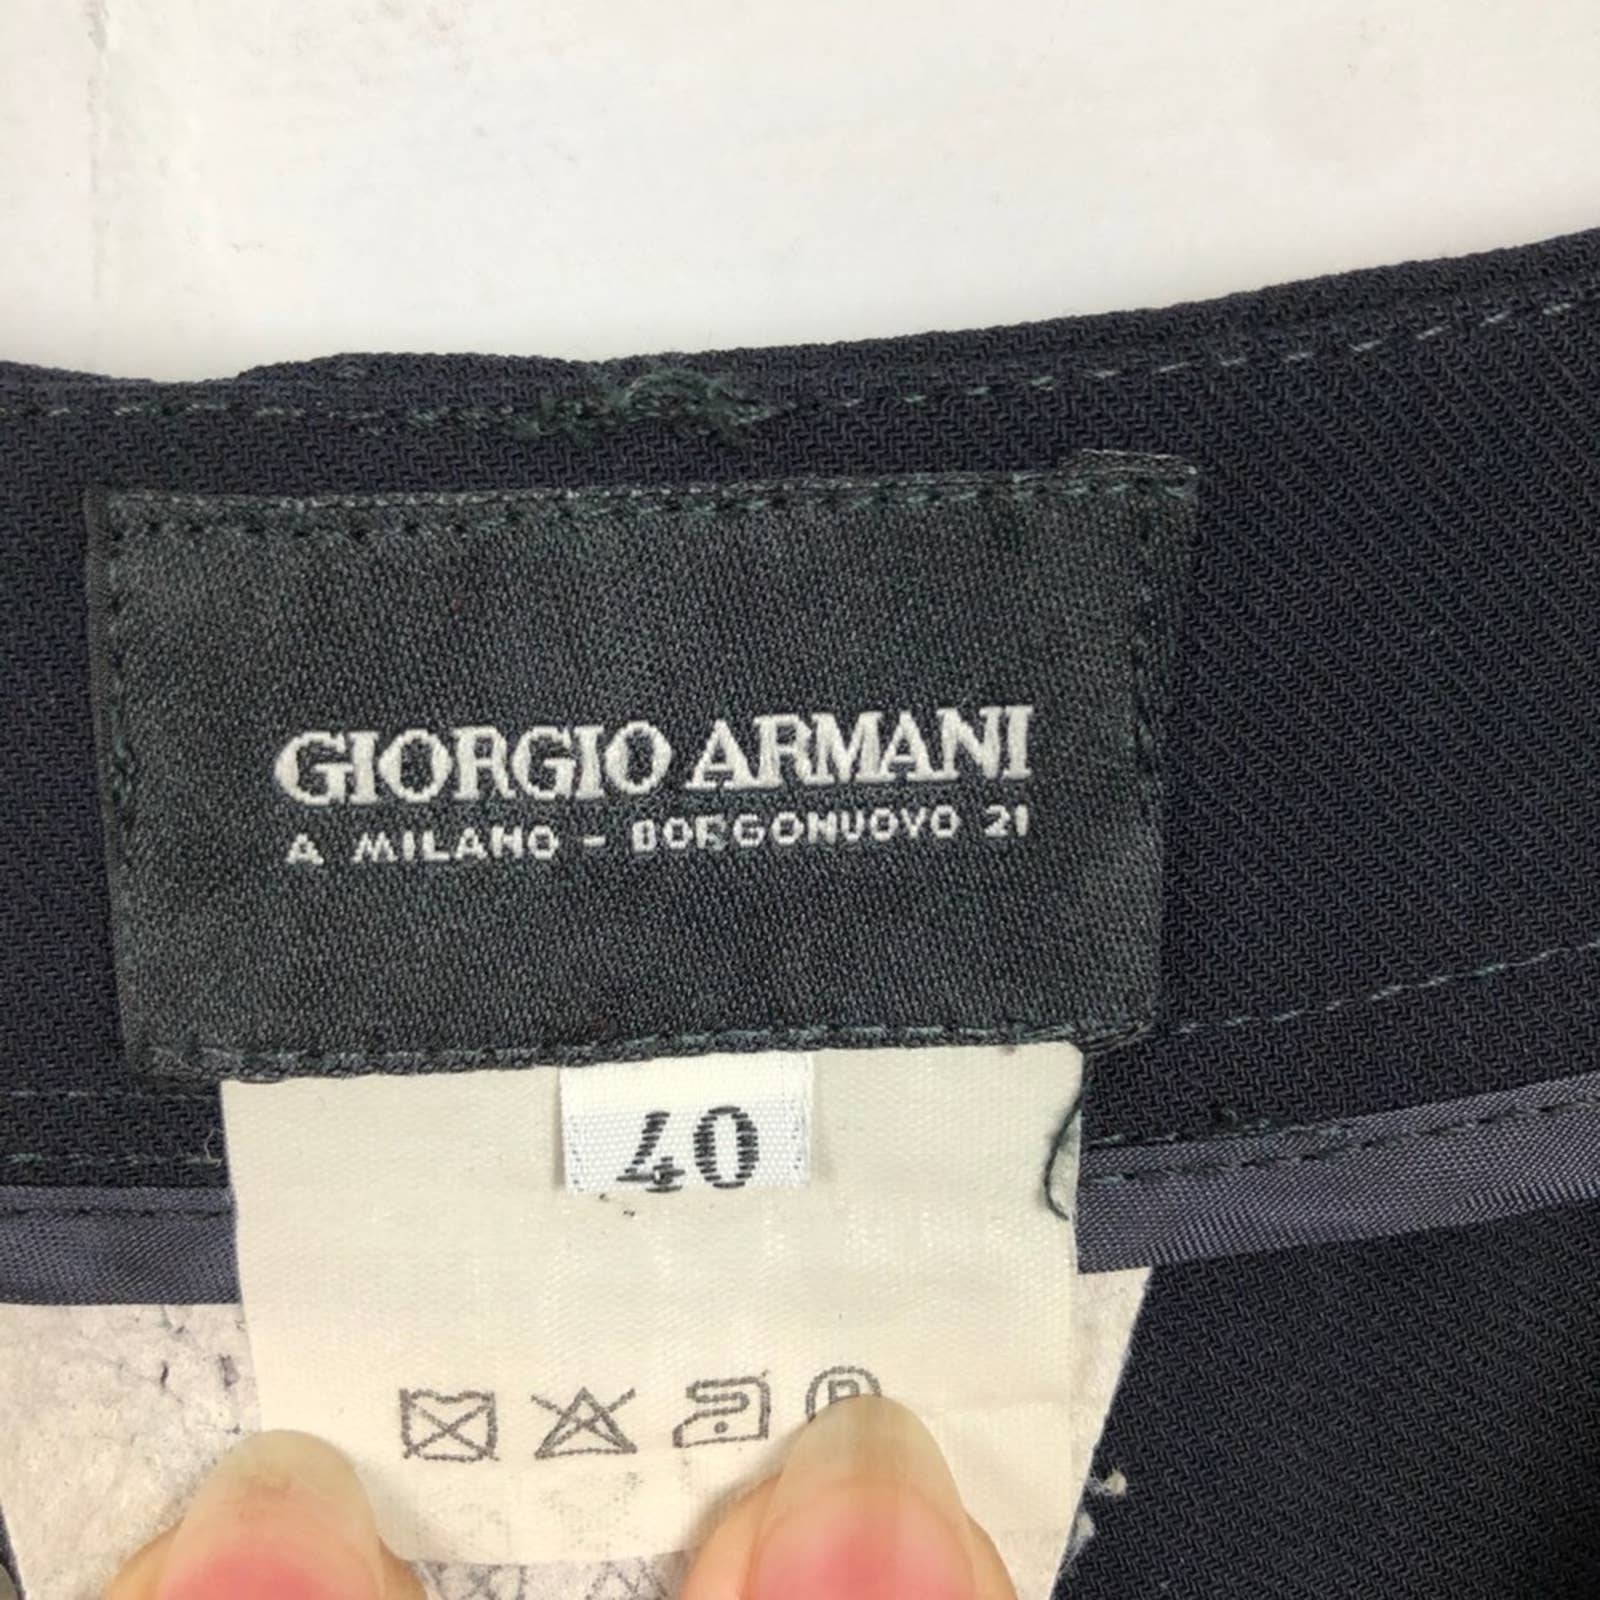 GIORGIO ARMANI
A MILANO - BORGONUOVO 21
40
P